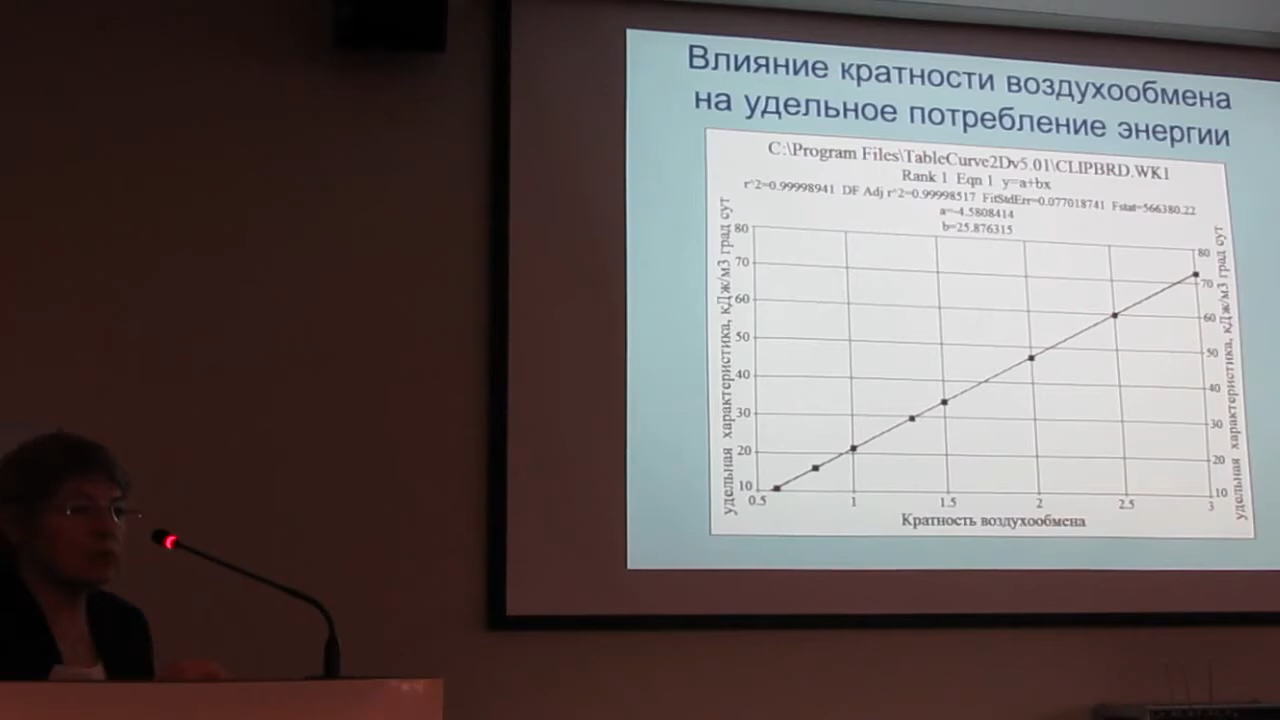 Влияние кратности воздухообмена
на удельное потребление энергии
C:\Program Files\TableCurve2Dv5.01\CLIPBRD.WK1
Rank 1 Eqn 1 y=a+bx
r^2=0.99998941 DF Adj r^2=0.99998517 FitStdErr=0.077018741 Fstat=566380.22
a=-4.5808414
b=25.876315
удельная характеристика, кДж/м3 град сут
80
70
60
50
40
30
20
10
80
70
60
50
40
30
20
10
удельная характеристика, кДж/м3 град сут
0.5 1 1.5 2 2.5 3
Кратность воздухообмена